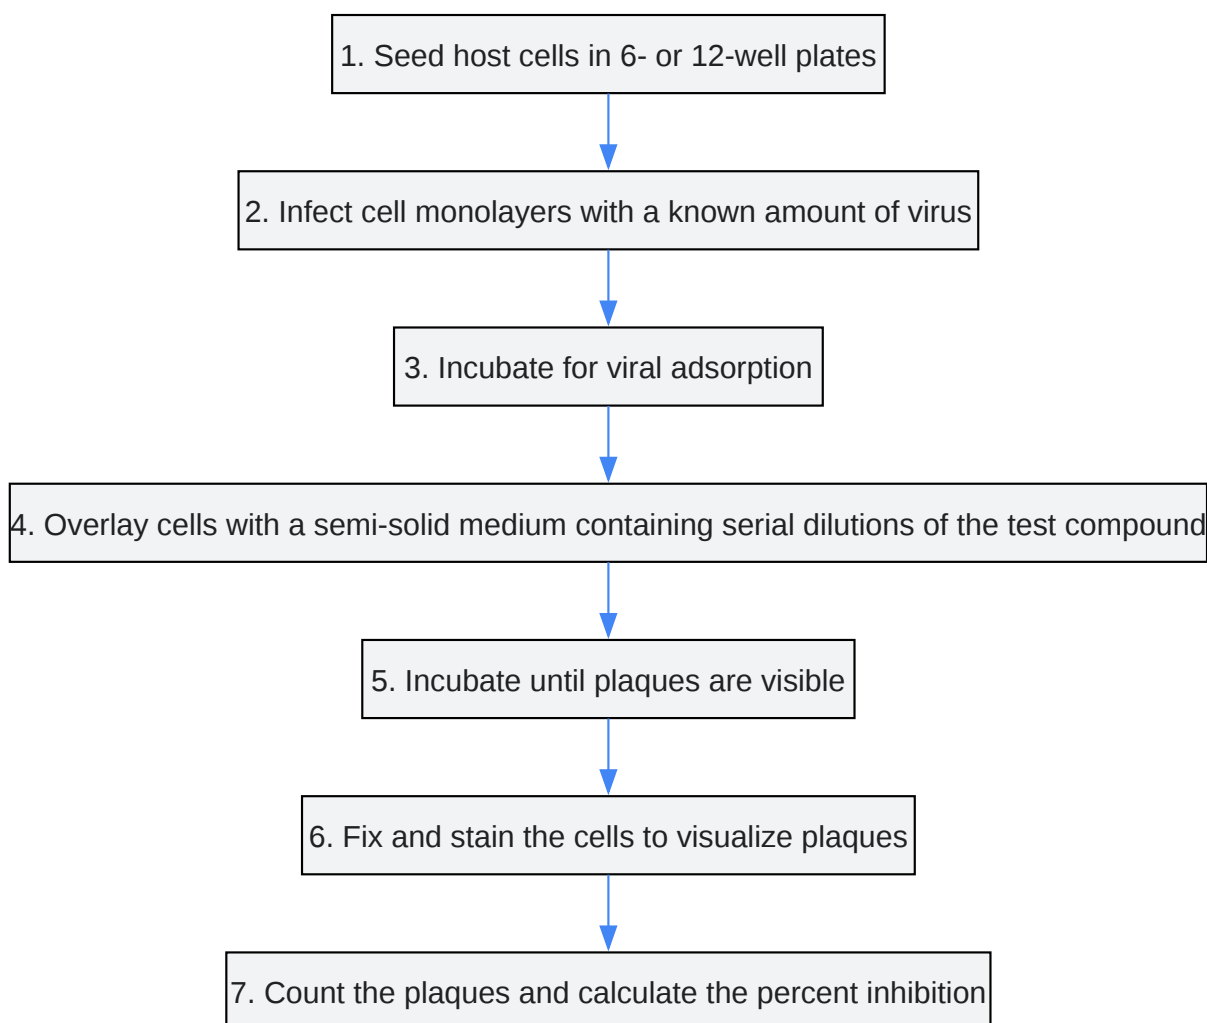 1. Seed host cells in 6- or 12-well plates
2. Infect cell monolayers with a known amount of virus
3. Incubate for viral adsorption
4. Overlay cells with a semi-solid medium containing serial dilutions of the test compound
5. Incubate until plaques are visible
6. Fix and stain the cells to visualize plaques
7. Count the plaques and calculate the percent inhibition